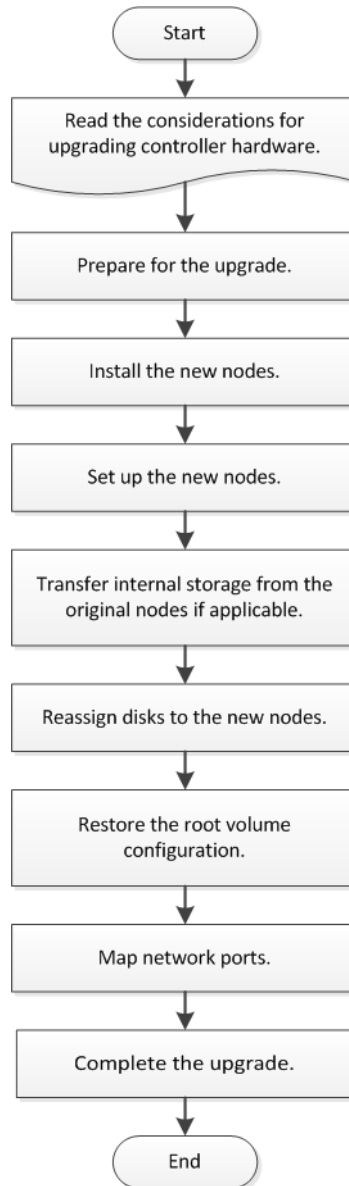 Start
Read the considerations for
upgrading controller hardware.
Prepare for the upgrade.
Install the new nodes.
Set up the new nodes.
Transfer internal storage from the
original nodes if applicable.
Reassign disks to the new nodes.
Restore the root volume
configuration.
Map network ports.
Complete the upgrade.
End